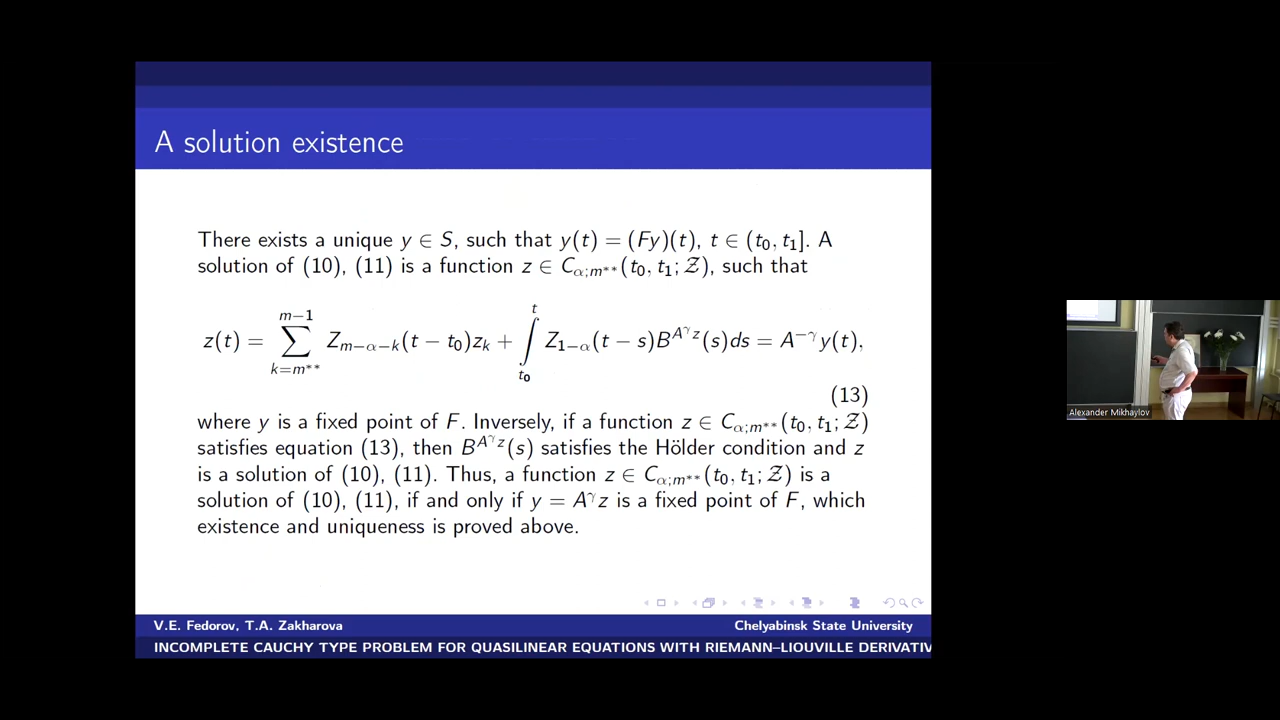 A solution existence
There exists a unique y ∈ S, such that y(t) = (Fy)(t), t ∈ (t₀, t₁]. A
solution of (10), (11) is a function z ∈ C_{α;m**}(t₀, t₁; 𝒵), such that
z(t) = \sum_{k=m**}^{m−1} Z_{m−α−k}(t − t₀)z_k + \int_{t₀}^{t} Z_{1−α}(t − s)B^{A^γ z}(s)ds = A^{−γ}y(t),
(13)
where y is a fixed point of F. Inversely, if a function z ∈ C_{α;m**}(t₀, t₁; 𝒵)
satisfies equation (13), then B^{A^γ z}(s) satisfies the Hölder condition and z
is a solution of (10), (11). Thus, a function z ∈ C_{α;m**}(t₀, t₁; 𝒵) is a
solution of (10), (11), if and only if y = A^γ z is a fixed point of F, which
existence and uniqueness is proved above.
V.E. Fedorov, T.A. Zakharova
Chelyabinsk State University
INCOMPLETE CAUCHY TYPE PROBLEM FOR QUASILINEAR EQUATIONS WITH RIEMANN–LIOUVILLE DERIVATIV
Alexander Mikhaylov